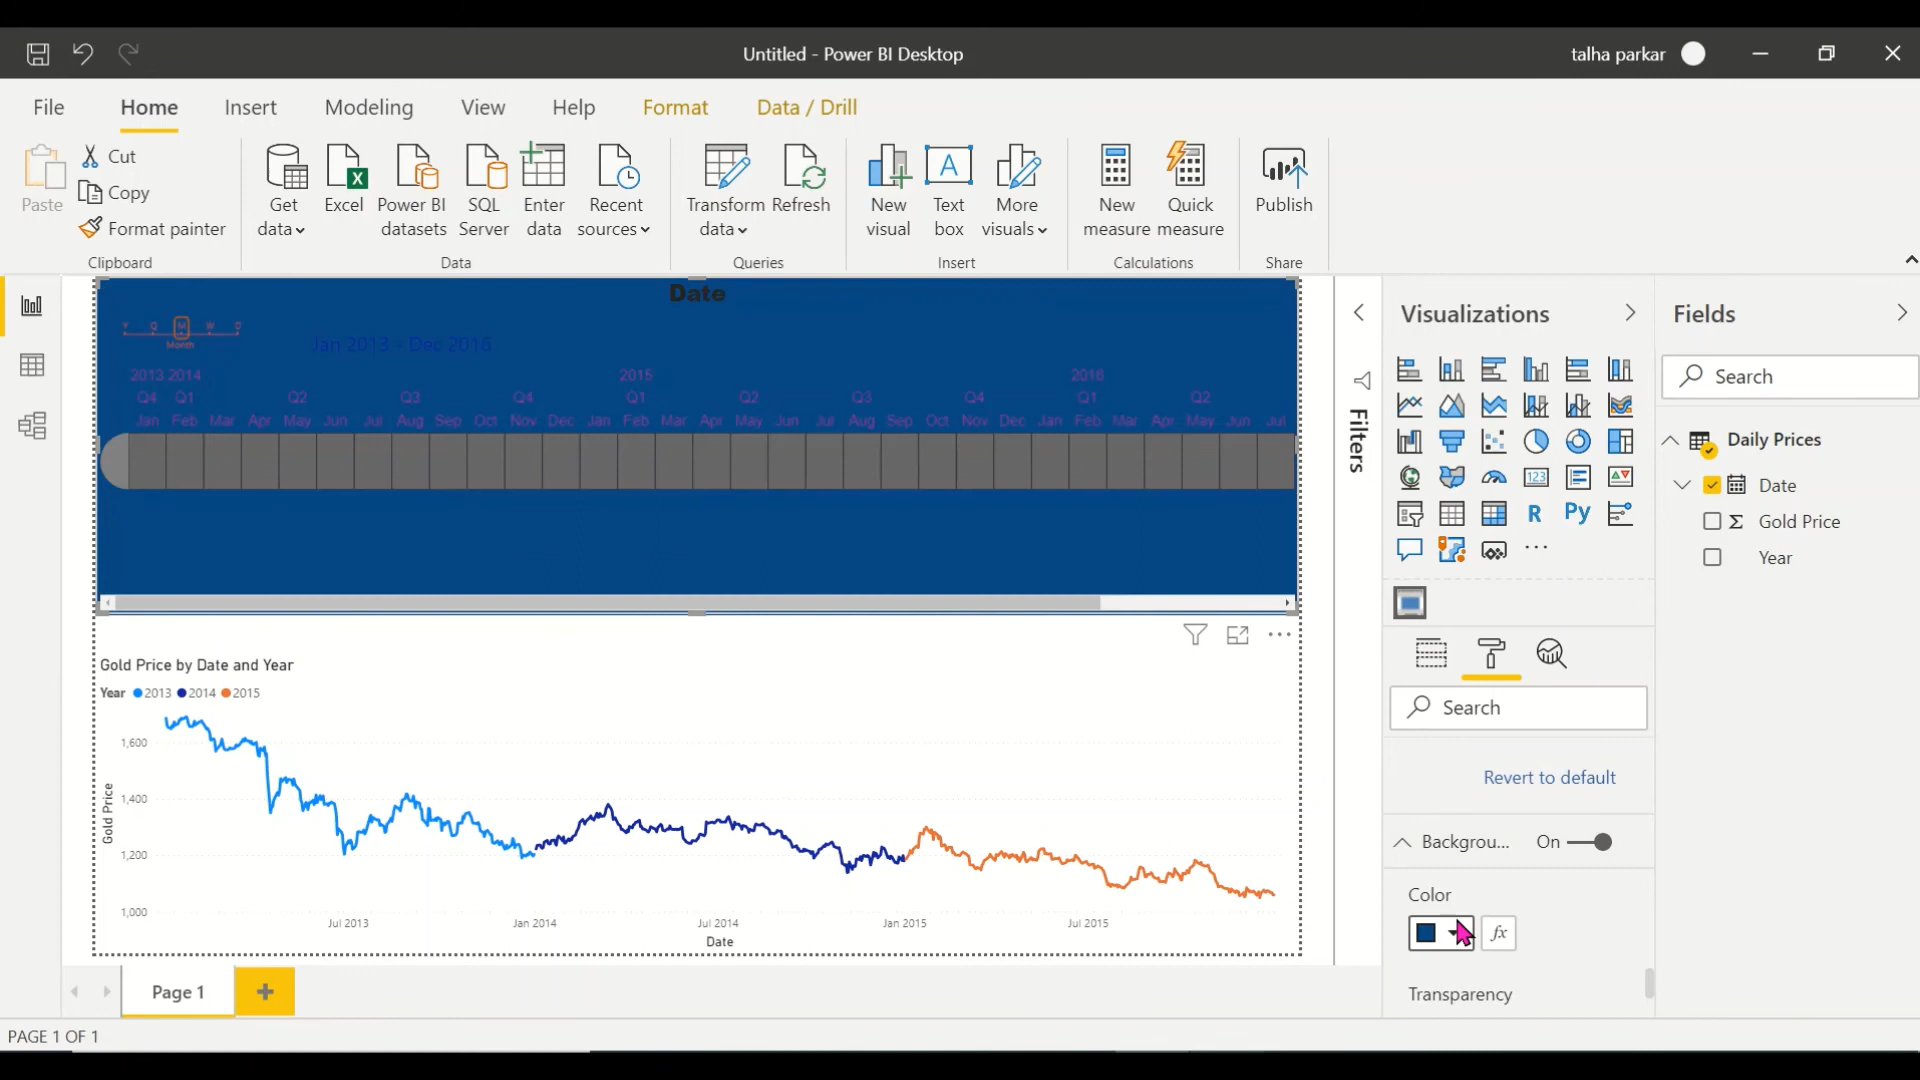 Untitled - Power BI Desktop
talha parkar
File Home Insert Modeling View Help Format Data / Drill
Paste
Cut
Copy
Format painter
Clipboard
Get data
Excel
Power BI datasets
SQL Server
Enter data
Recent sources
Data
Transform data
Refresh
Queries
New visual
Text box
More visuals
Insert
New measure
Quick measure
Calculations
Publish
Share
Date
Y Q M W D
Month
Jan 2013 - Dec 2015
2013 2014 2015 2016
Q4 Q1 Q2 Q3 Q4 Q1 Q2 Q3 Q4 Q1 Q2
Jan Feb Mar Apr May Jun Jul Aug Sep Oct Nov Dec Jan Feb Mar Apr May Jun Jul Aug Sep Oct Nov Dec Jan Feb Mar Apr May Jun Jul
Gold Price by Date and Year
Year 2013 2014 2015
1,600
1,400
1,200
1,000
Gold Price
Jul 2013 Jan 2014 Jul 2014 Jan 2015 Jul 2015
Date
Filters
Visualizations
123
R
Py
Search
Revert to default
Backgrou... On
Color
fx
Transparency
Fields
Search
Daily Prices
Date
Σ Gold Price
Year
Page 1
PAGE 1 OF 1